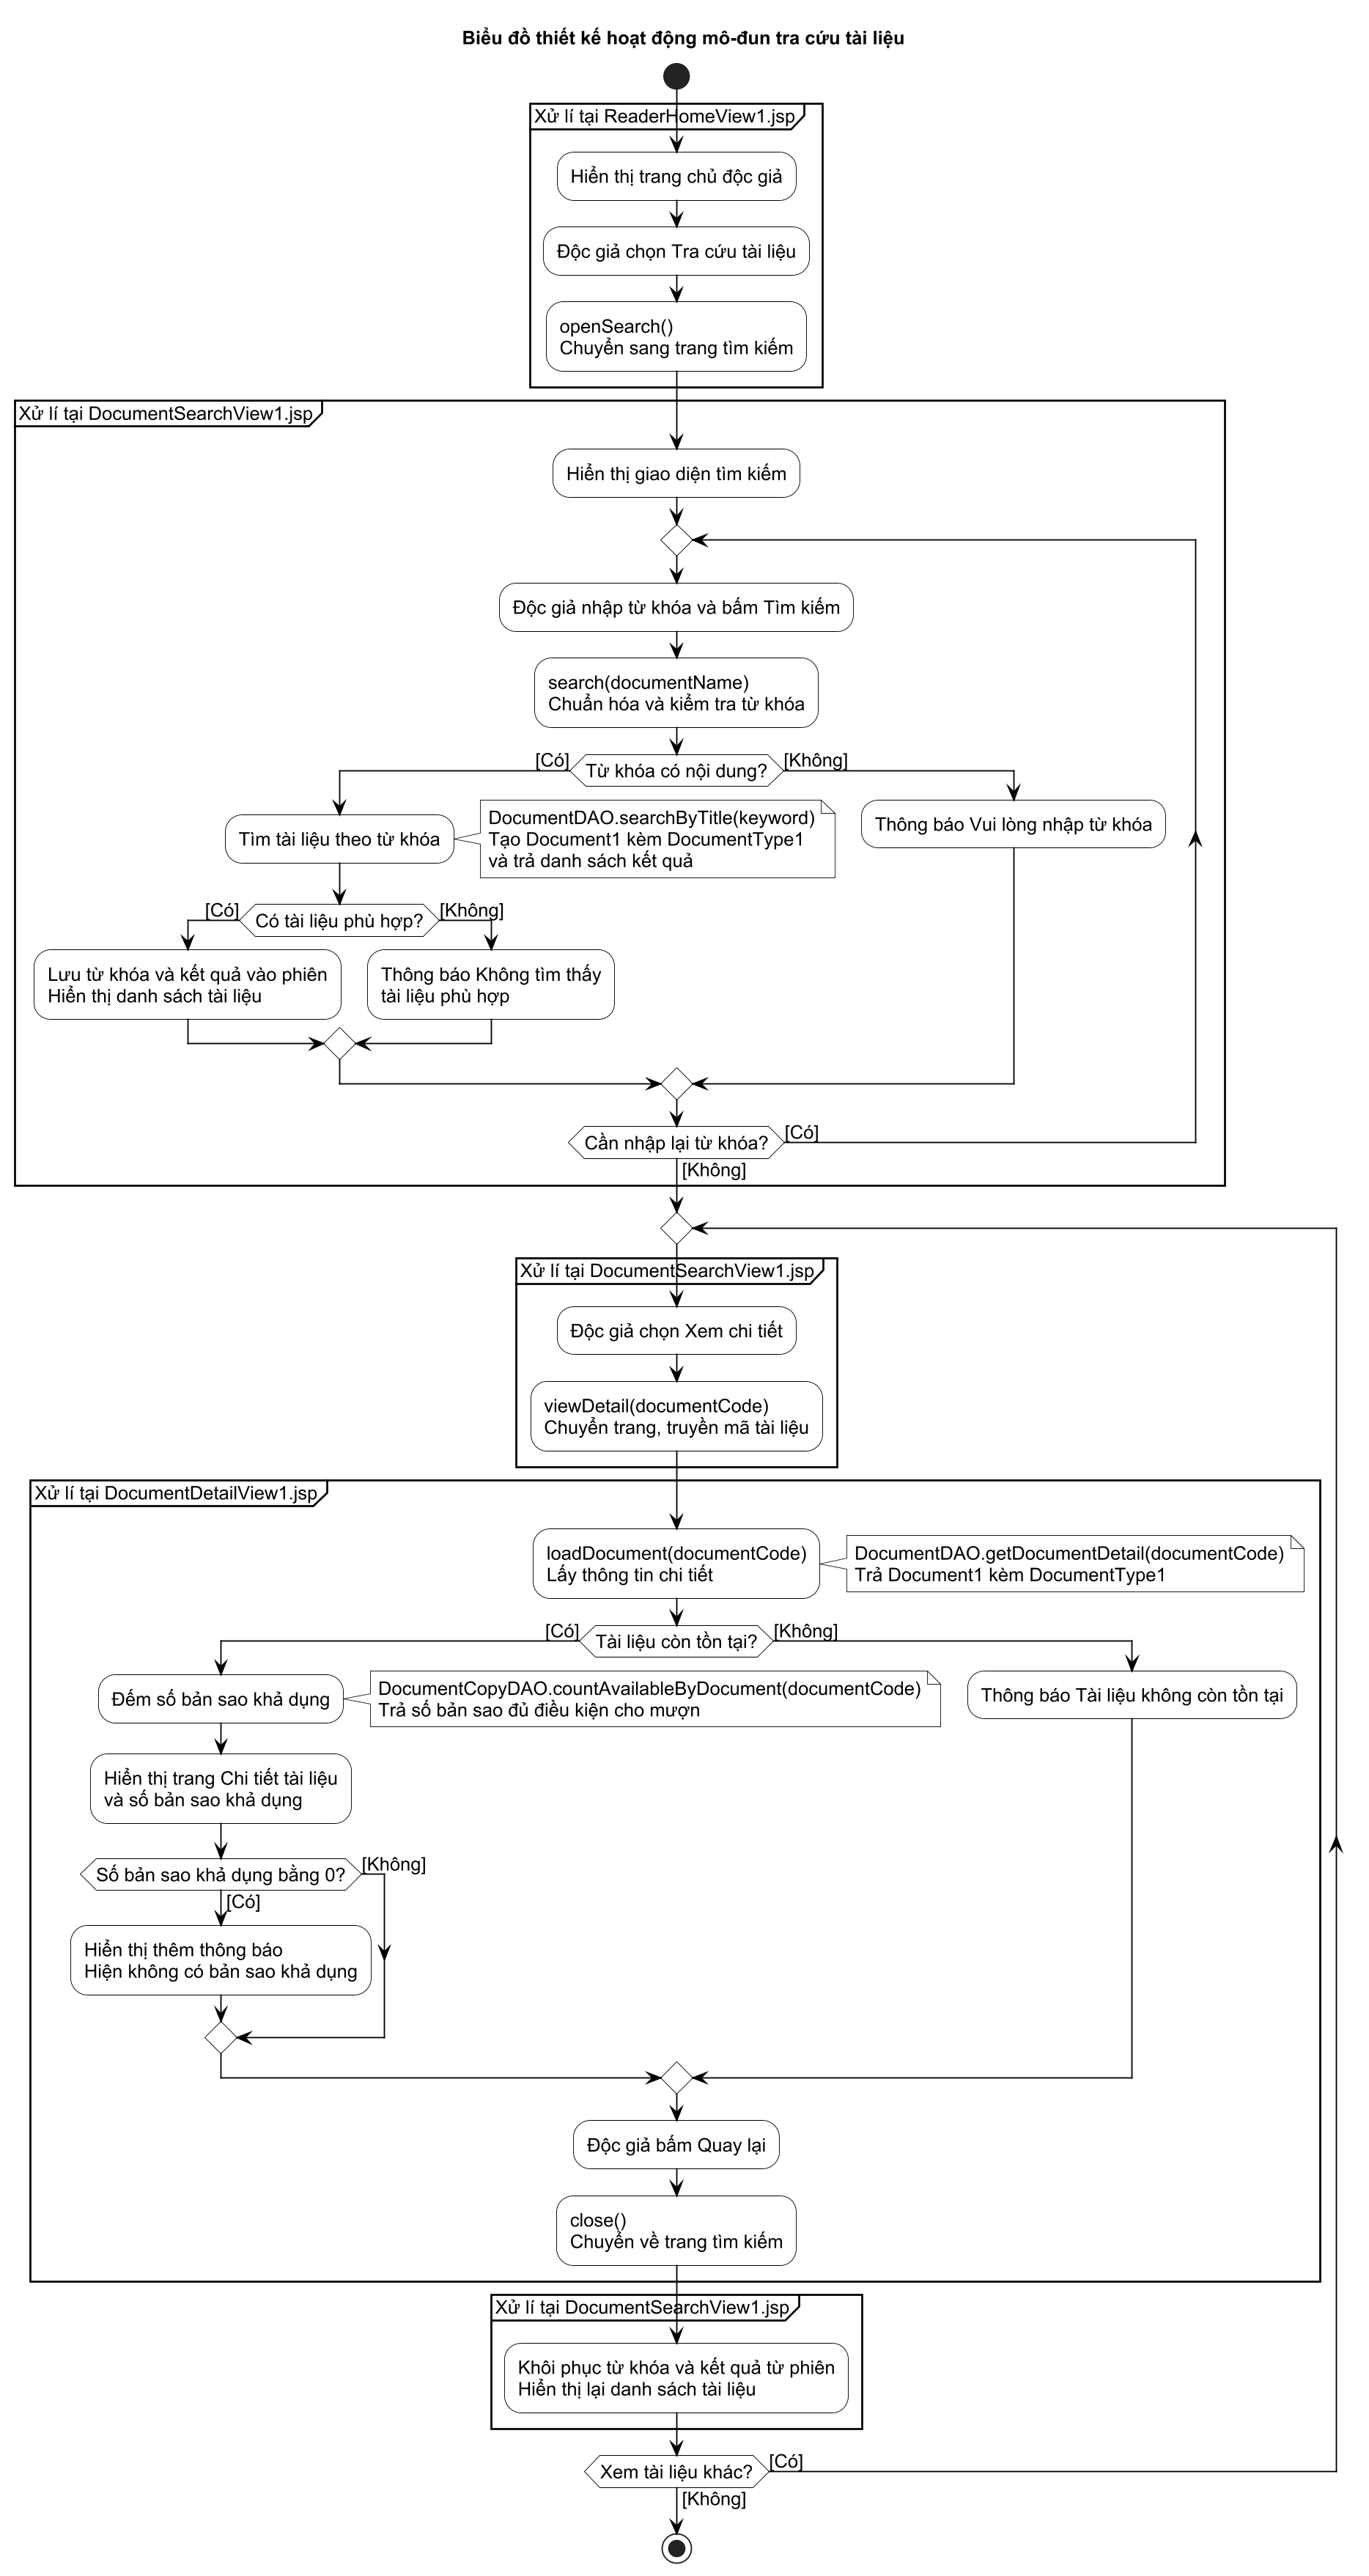 Biểu đồ thiết kế hoạt động mô-đun tra cứu tài liệu
Xử lí tại ReaderHomeView1.jsp
Hiển thị trang chủ độc giả
Độc giả chọn Tra cứu tài liệu
openSearch()
Chuyển sang trang tìm kiếm
Xử lí tại DocumentSearchView1.jsp
Hiển thị giao diện tìm kiếm
Độc giả nhập từ khóa và bấm Tìm kiếm
search(documentName)
Chuẩn hóa và kiểm tra từ khóa
[Có]
Từ khóa có nội dung?
[Không]
Tìm tài liệu theo từ khóa
DocumentDAO.searchByTitle(keyword)
Tạo Document1 kèm DocumentType1
và trả danh sách kết quả
Thông báo Vui lòng nhập từ khóa
[Có]
Có tài liệu phù hợp?
[Không]
Lưu từ khóa và kết quả vào phiên
Hiển thị danh sách tài liệu
Thông báo Không tìm thấy
tài liệu phù hợp
Cần nhập lại từ khóa?
[Có]
[Không]
Xử lí tại DocumentSearchView1.jsp
Độc giả chọn Xem chi tiết
viewDetail(documentCode)
Chuyển trang, truyền mã tài liệu
Xử lí tại DocumentDetailView1.jsp
loadDocument(documentCode)
Lấy thông tin chi tiết
DocumentDAO.getDocumentDetail(documentCode)
Trả Document1 kèm DocumentType1
[Có]
Tài liệu còn tồn tại?
[Không]
Đếm số bản sao khả dụng
DocumentCopyDAO.countAvailableByDocument(documentCode)
Trả số bản sao đủ điều kiện cho mượn
Thông báo Tài liệu không còn tồn tại
Hiển thị trang Chi tiết tài liệu
và số bản sao khả dụng
Số bản sao khả dụng bằng 0?
[Không]
[Có]
Hiển thị thêm thông báo
Hiện không có bản sao khả dụng
Độc giả bấm Quay lại
close()
Chuyển về trang tìm kiếm
Xử lí tại DocumentSearchView1.jsp
Khôi phục từ khóa và kết quả từ phiên
Hiển thị lại danh sách tài liệu
Xem tài liệu khác?
[Có]
[Không]